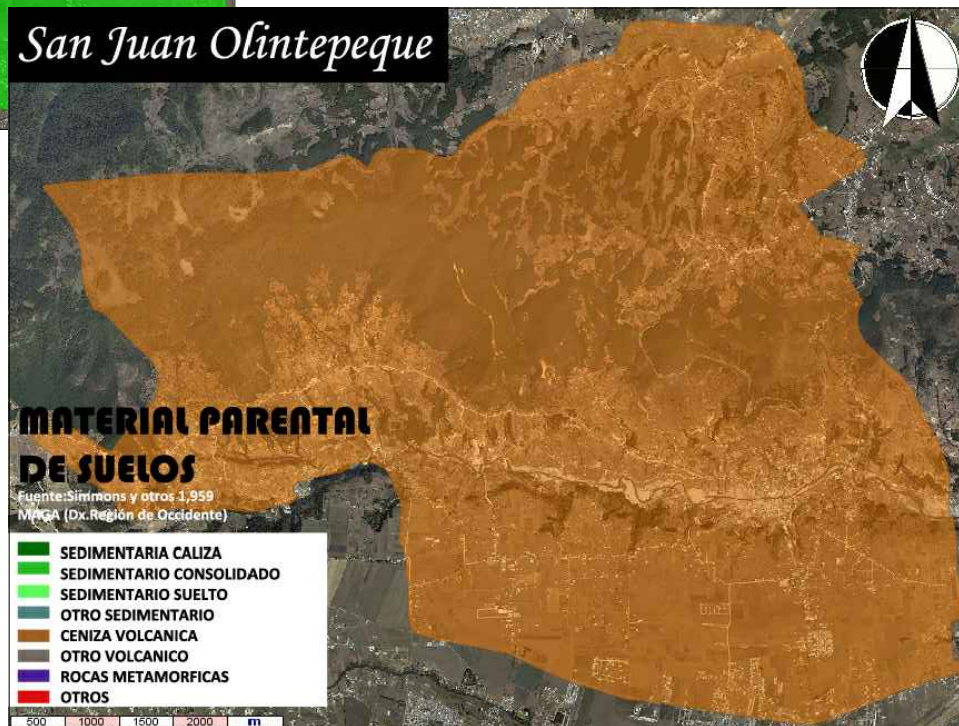 San Juan Olintepeque
MATERIAL PARENTAL
DE SUELOS
Fuente:Simmons y otros 1,959
MAGA (Dx.Región de Occidente)
SEDIMENTARIA CALIZA
SEDIMENTARIO CONSOLIDADO
SEDIMENTARIO SUELTO
OTRO SEDIMENTARIO
CENIZA VOLCANICA
OTRO VOLCANICO
ROCAS METAMORFICAS
OTROS
500 1000 1500 2000 m